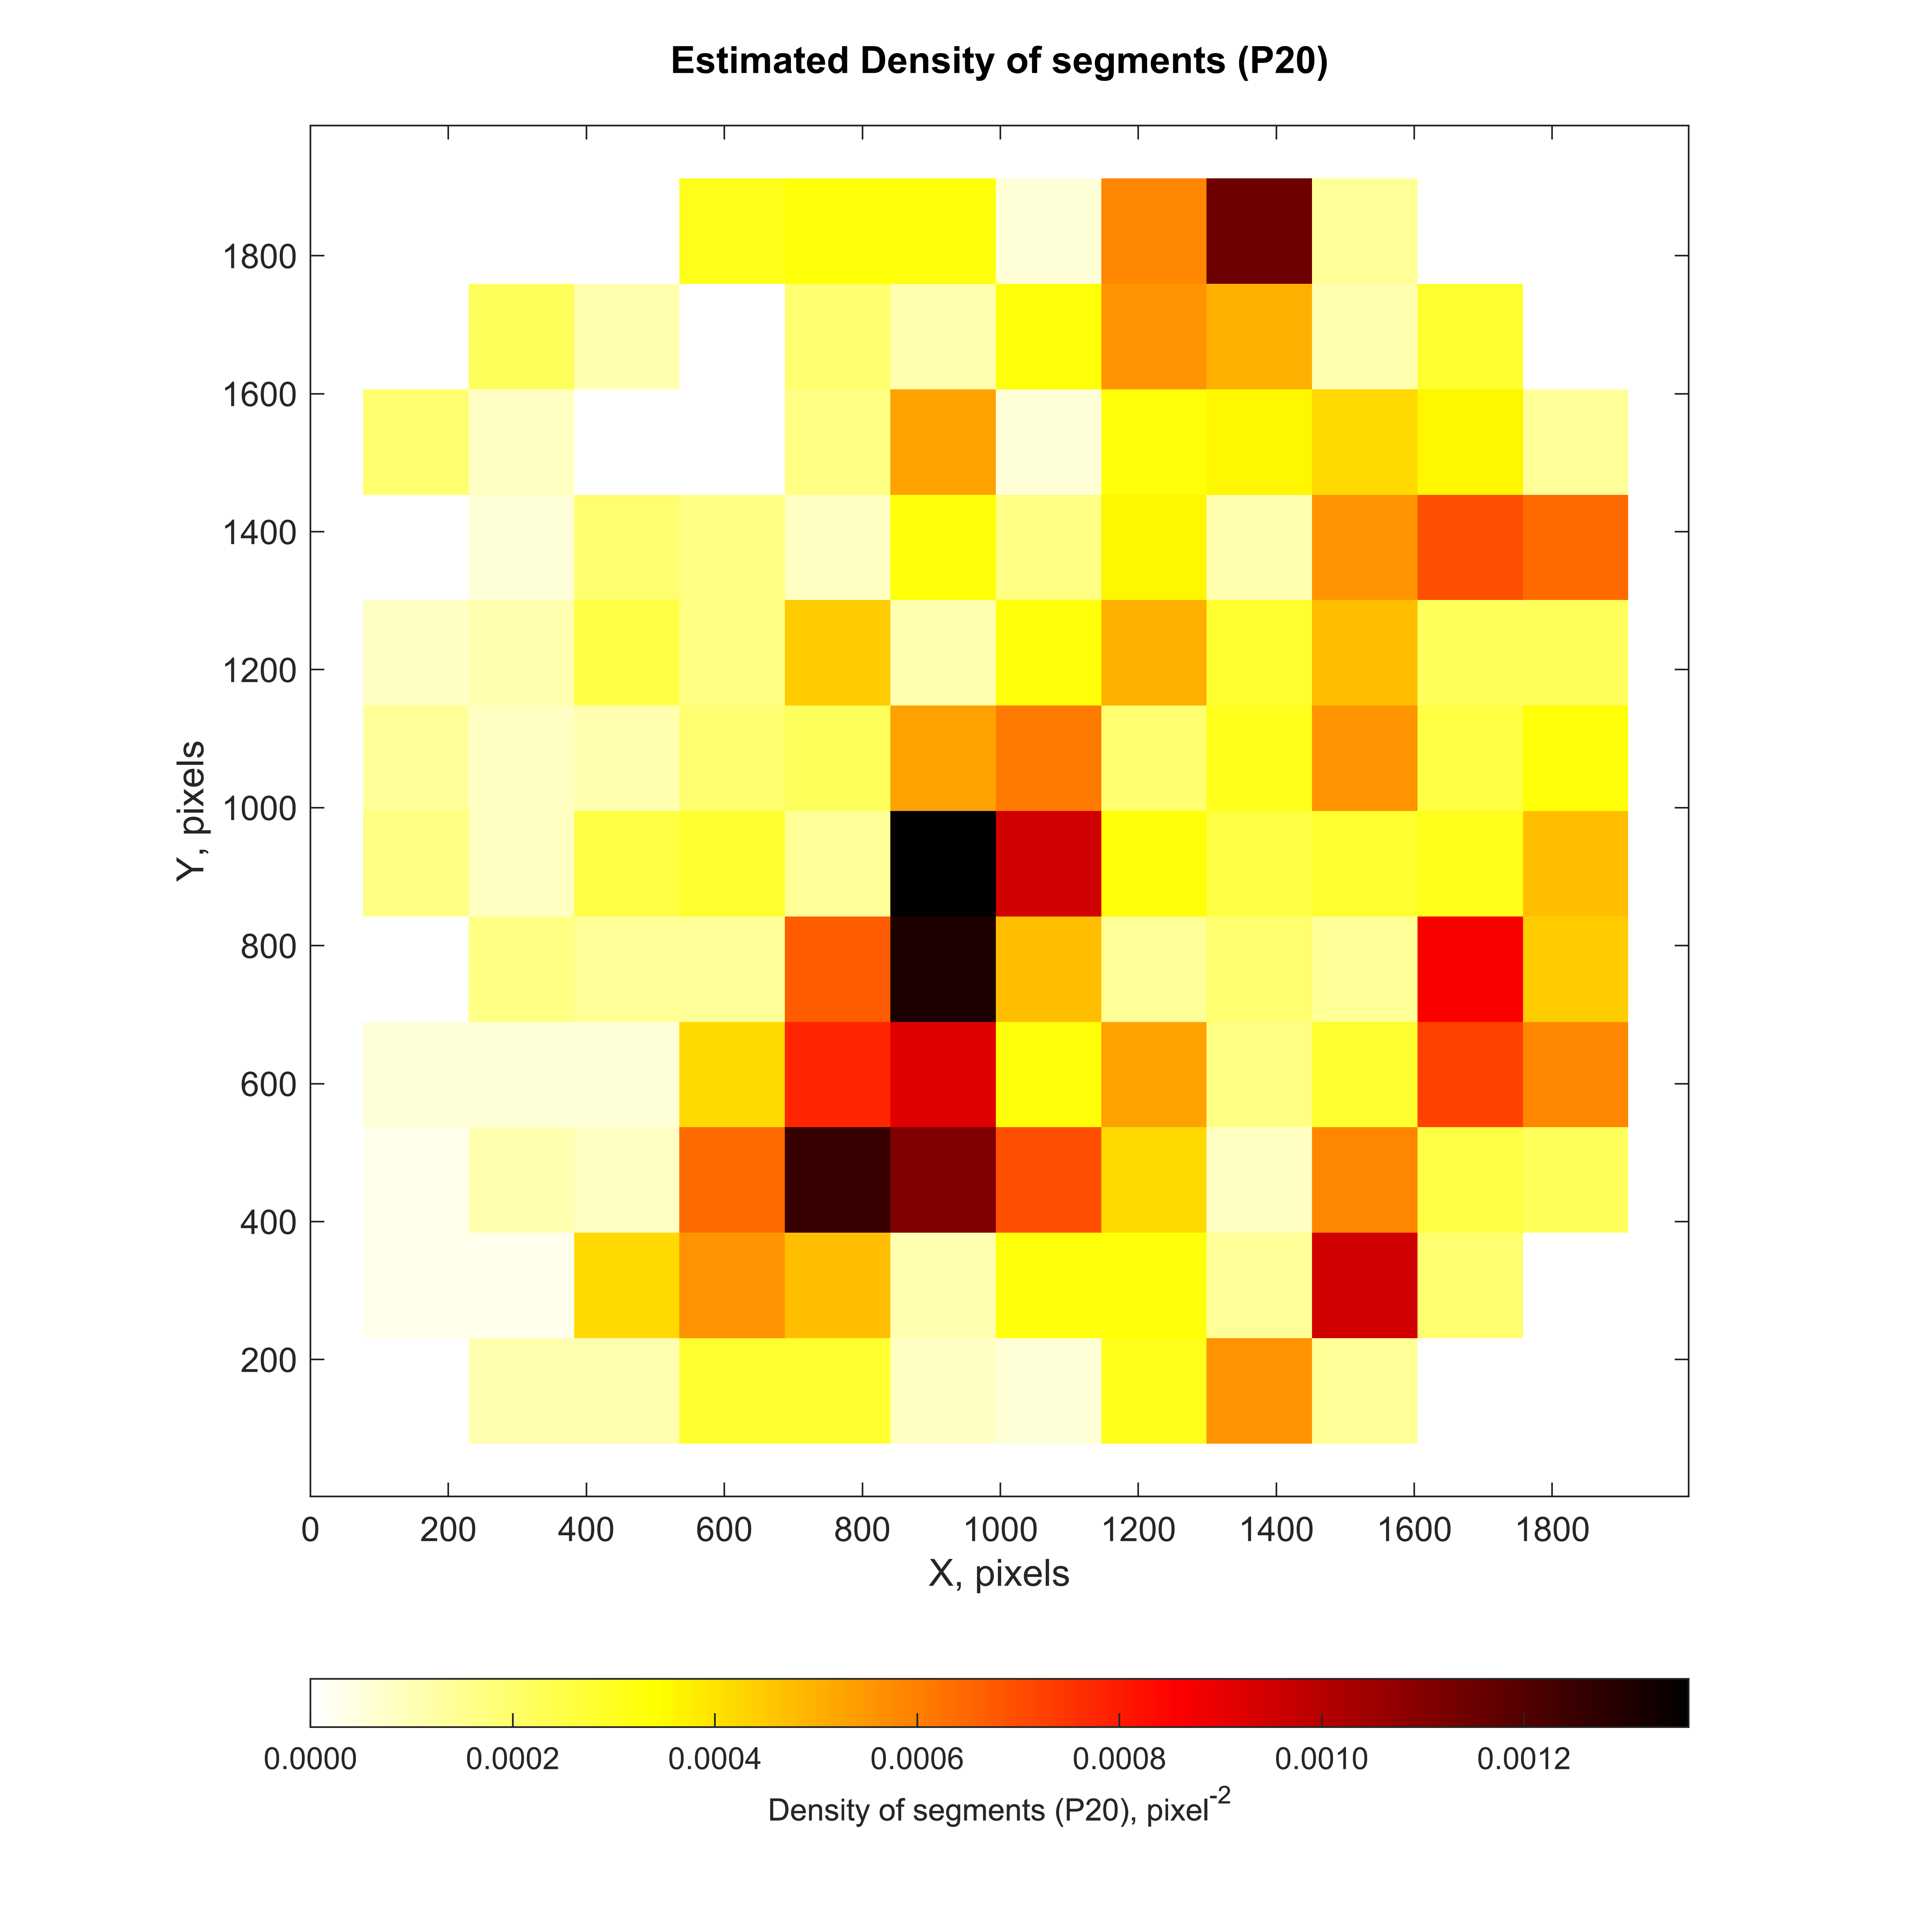 Estimated Density of segments (P20)
1800
1600
1400
1200
1000
800
600
400
200
Y, pixels
0 200 400 600 800 1000 1200 1400 1600 1800
X, pixels
0.0000 0.0002 0.0004 0.0006 0.0008 0.0010 0.0012
Density of segments (P20), pixel-2